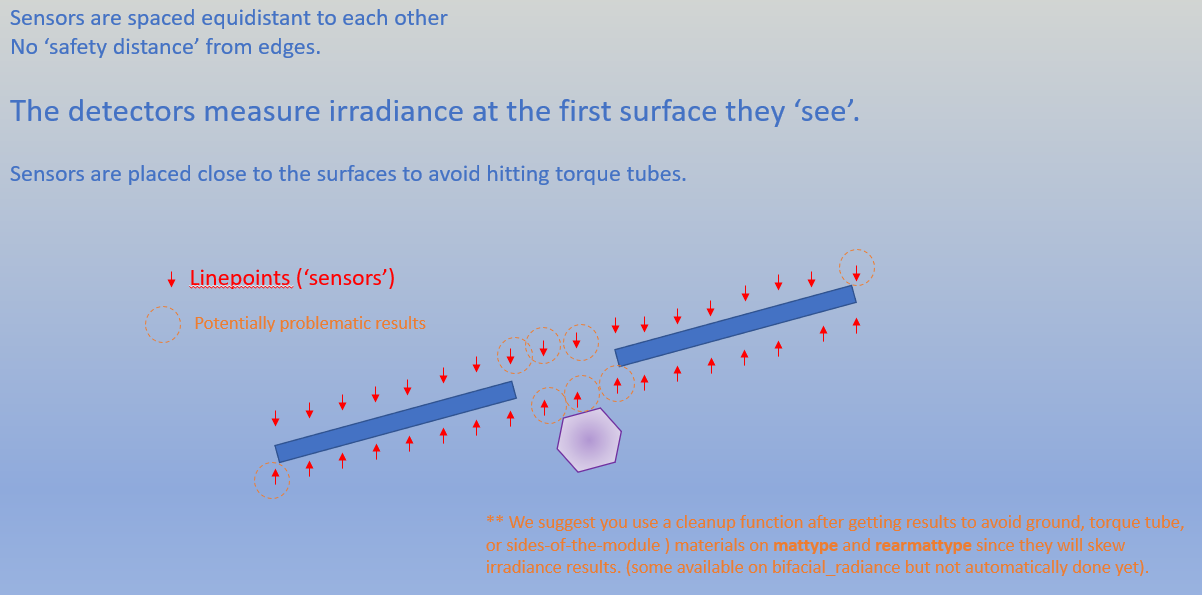 Sensors are spaced equidistant to each other
No ‘safety distance’ from edges.
The detectors measure irradiance at the first surface they ‘see’.
Sensors are placed close to the surfaces to avoid hitting torque tubes.
Linepoints (‘sensors’)
Potentially problematic results
** We suggest you use a cleanup function after getting results to avoid ground, torque tube,
or sides-of-the-module ) materials on mattype and rearmattype since they will skew
irradiance results. (some available on bifacial_radiance but not automatically done yet).